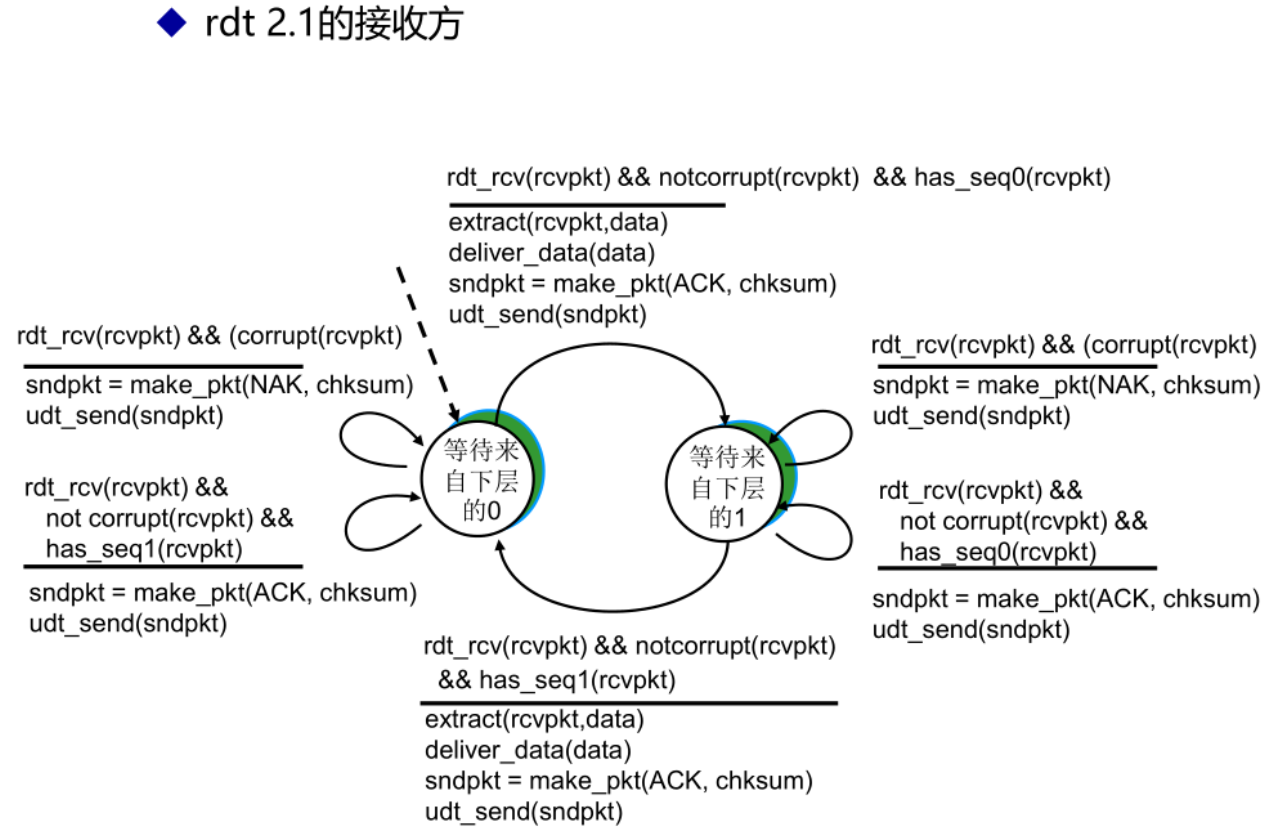 ◆ rdt 2.1的接收方
rdt_rcv(rcvpkt) && notcorrupt(rcvpkt) && has_seq0(rcvpkt)
extract(rcvpkt,data)
deliver_data(data)
sndpkt = make_pkt(ACK, chksum)
udt_send(sndpkt)
rdt_rcv(rcvpkt) && (corrupt(rcvpkt)
sndpkt = make_pkt(NAK, chksum)
udt_send(sndpkt)
rdt_rcv(rcvpkt) &&
not corrupt(rcvpkt) &&
has_seq1(rcvpkt)
sndpkt = make_pkt(ACK, chksum)
udt_send(sndpkt)
等待来
自下层
的0
等待来
自下层
的1
rdt_rcv(rcvpkt) && (corrupt(rcvpkt)
sndpkt = make_pkt(NAK, chksum)
udt_send(sndpkt)
rdt_rcv(rcvpkt) &&
not corrupt(rcvpkt) &&
has_seq0(rcvpkt)
sndpkt = make_pkt(ACK, chksum)
udt_send(sndpkt)
rdt_rcv(rcvpkt) && notcorrupt(rcvpkt)
&& has_seq1(rcvpkt)
extract(rcvpkt,data)
deliver_data(data)
sndpkt = make_pkt(ACK, chksum)
udt_send(sndpkt)